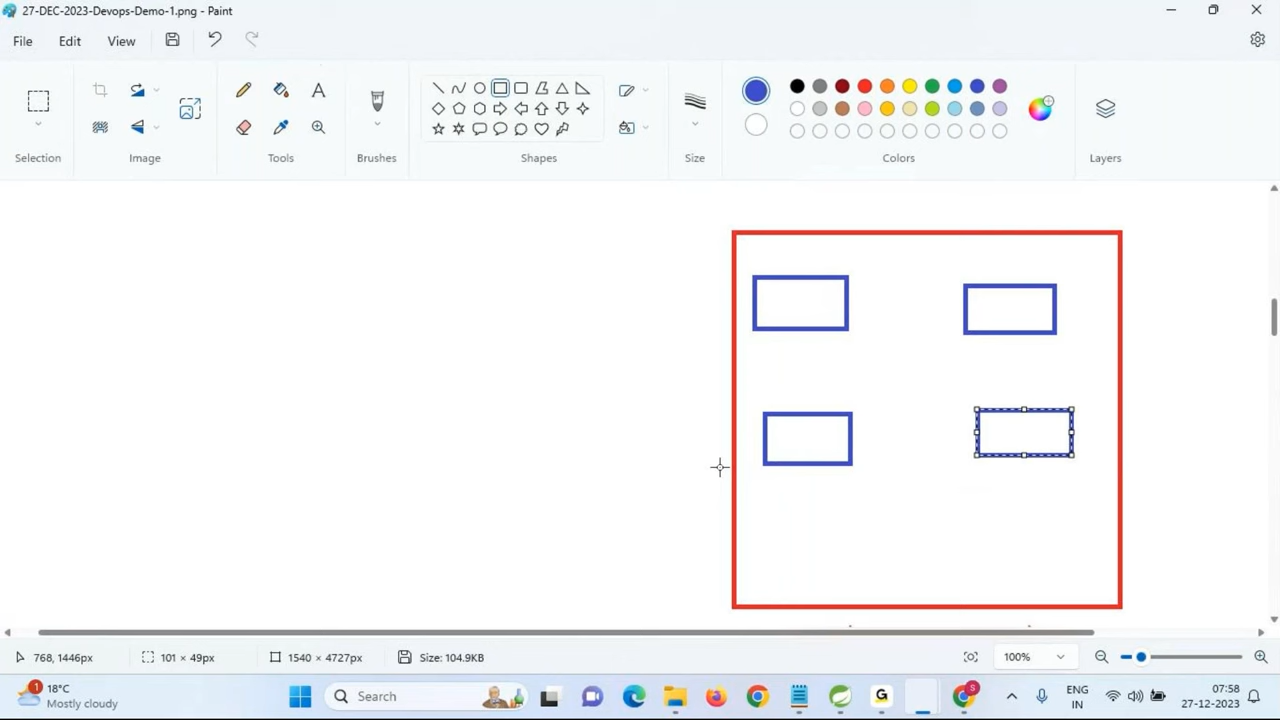 27-DEC-2023-Devops-Demo-1.png - Paint
File Edit View
Selection Image Tools Brushes Shapes Size Colors Layers
A
768, 1446px 101 × 49px 1540 × 4727px Size: 104.9KB 100%
1 18°C
Mostly cloudy
Search
G
S
ENG
IN
07:58
27-12-2023